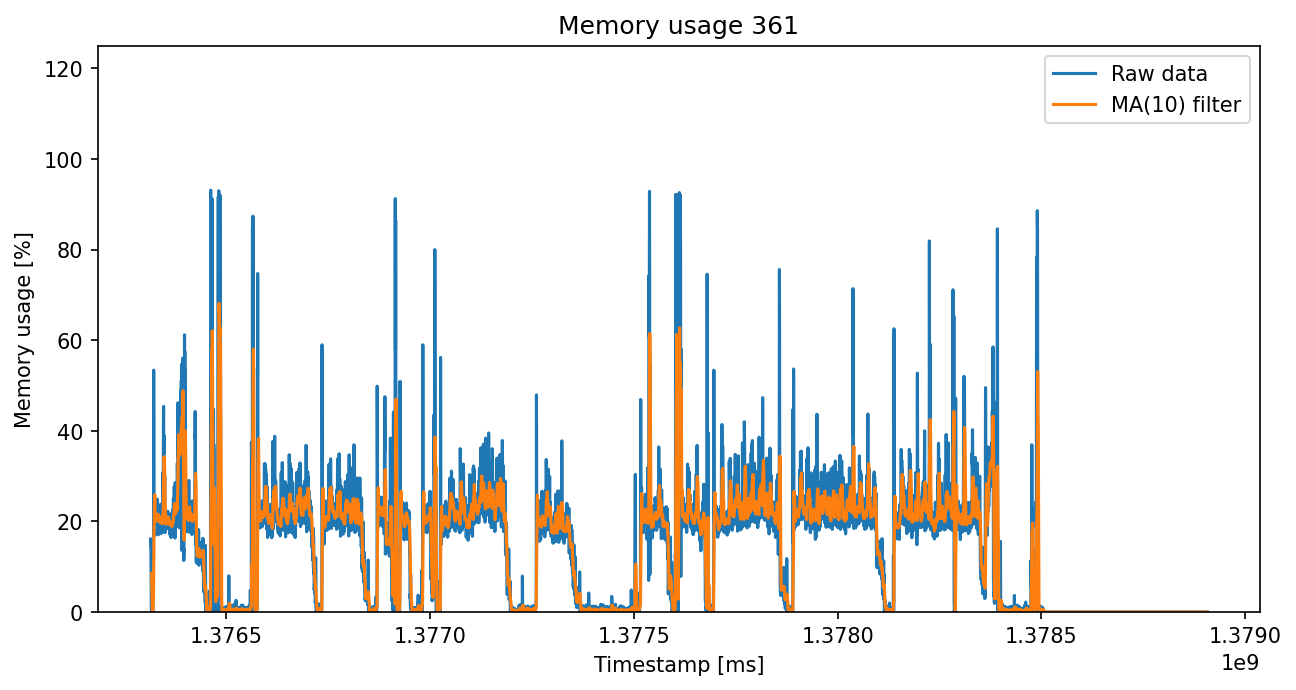 Memory usage 361
Raw data
MA(10) filter
Memory usage [%]
120
100
80
60
40
20
0
1.3765 1.3770 1.3775 1.3780 1.3785 1.3790
1e9
Timestamp [ms]